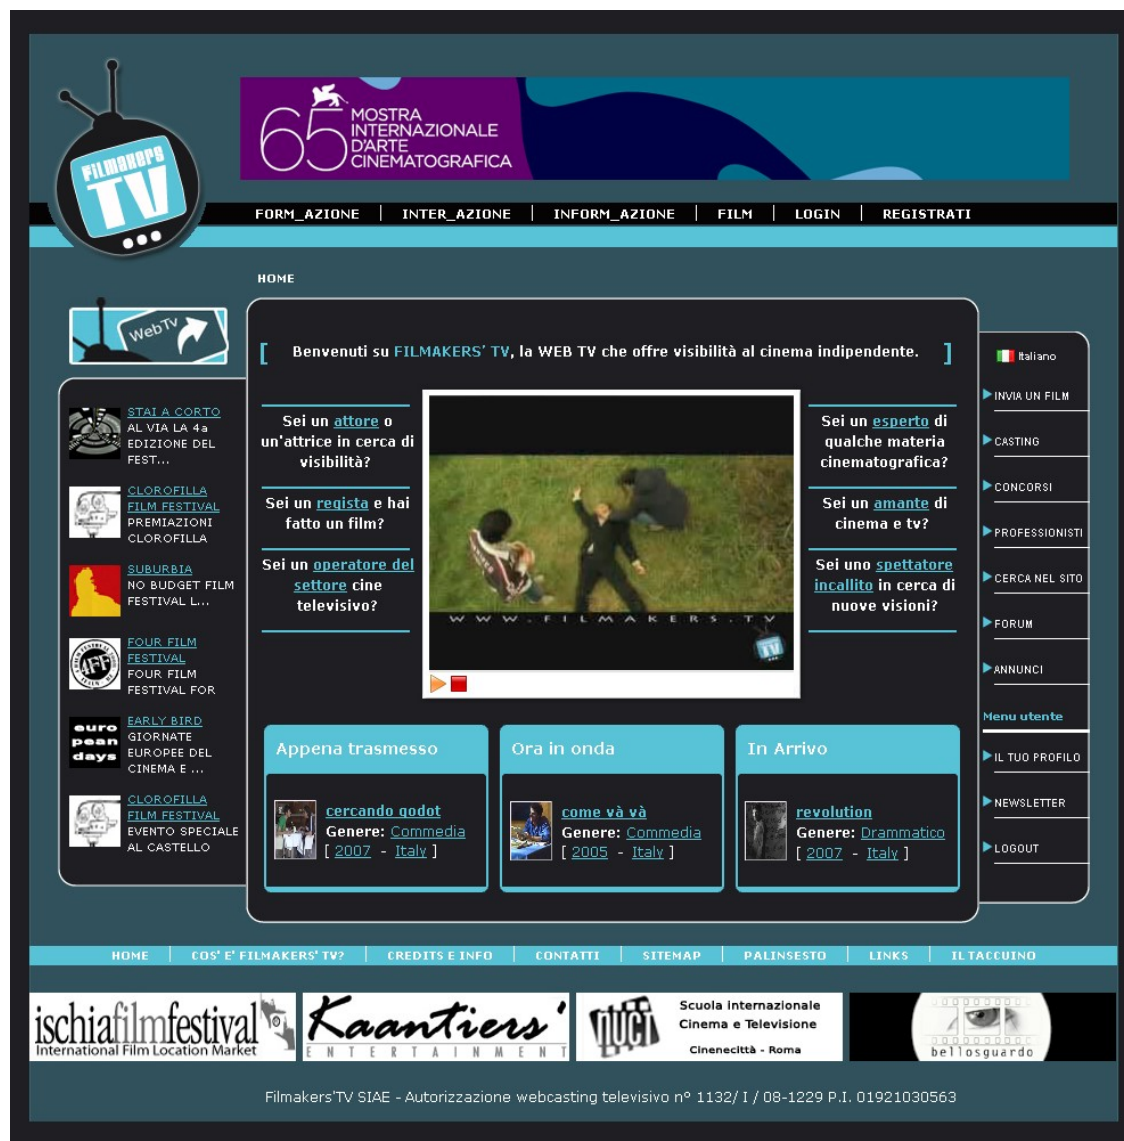 FILMAKERS
TV
65 MOSTRA
INTERNAZIONALE
D'ARTE
CINEMATOGRAFICA
FORM_AZIONE | INTER_AZIONE | INFORM_AZIONE | FILM | LOGIN | REGISTRATI
HOME
WebTV
STAI A CORTO
AL VIA LA 4a
EDIZIONE DEL
FEST...
CLOROFILLA
FILM FESTIVAL
PREMIAZIONI
CLOROFILLA
SUBURBIA
NO BUDGET FILM
FESTIVAL L...
4FF
FOUR FILM
FESTIVAL
FOUR FILM
FESTIVAL FOR
euro
pean
days
EARLY BIRD
GIORNATE
EUROPEE DEL
CINEMA E ...
CLOROFILLA
FILM FESTIVAL
EVENTO SPECIALE
AL CASTELLO
[ Benvenuti su FILMAKERS' TV, la WEB TV che offre visibilità al cinema indipendente. ]
Sei un attore o
un'attrice in cerca di
visibilità?
Sei un regista e hai
fatto un film?
Sei un operatore del
settore cine
televisivo?
WWW.FILMAKERS.TV
TV
Sei un esperto di
qualche materia
cinematografica?
Sei un amante di
cinema e tv?
Sei uno spettatore
incallito in cerca di
nuove visioni?
Appena trasmesso
cercando godot
Genere: Commedia
[ 2007 - Italy ]
Ora in onda
come và và
Genere: Commedia
[ 2005 - Italy ]
In Arrivo
revolution
Genere: Drammatico
[ 2007 - Italy ]
Italiano
INVIA UN FILM
CASTING
CONCORSI
PROFESSIONISTI
CERCA NEL SITO
FORUM
ANNUNCI
Menu utente
IL TUO PROFILO
NEWSLETTER
LOGOUT
HOME | COS' E' FILMAKERS' TV? | CREDITS E INFO | CONTATTI | SITEMAP | PALINSESTO | LINKS | IL TACCUINO
ischiafilmfestival
International Film Location Market
Kaantiers'
ENTERTAINMENT
NUCT
Scuola internazionale
Cinema e Televisione
Cinenecittà - Roma
bellosguardo
Filmakers'TV SIAE - Autorizzazione webcasting televisivo nº 1132/ I / 08-1229 P.I. 01921030563